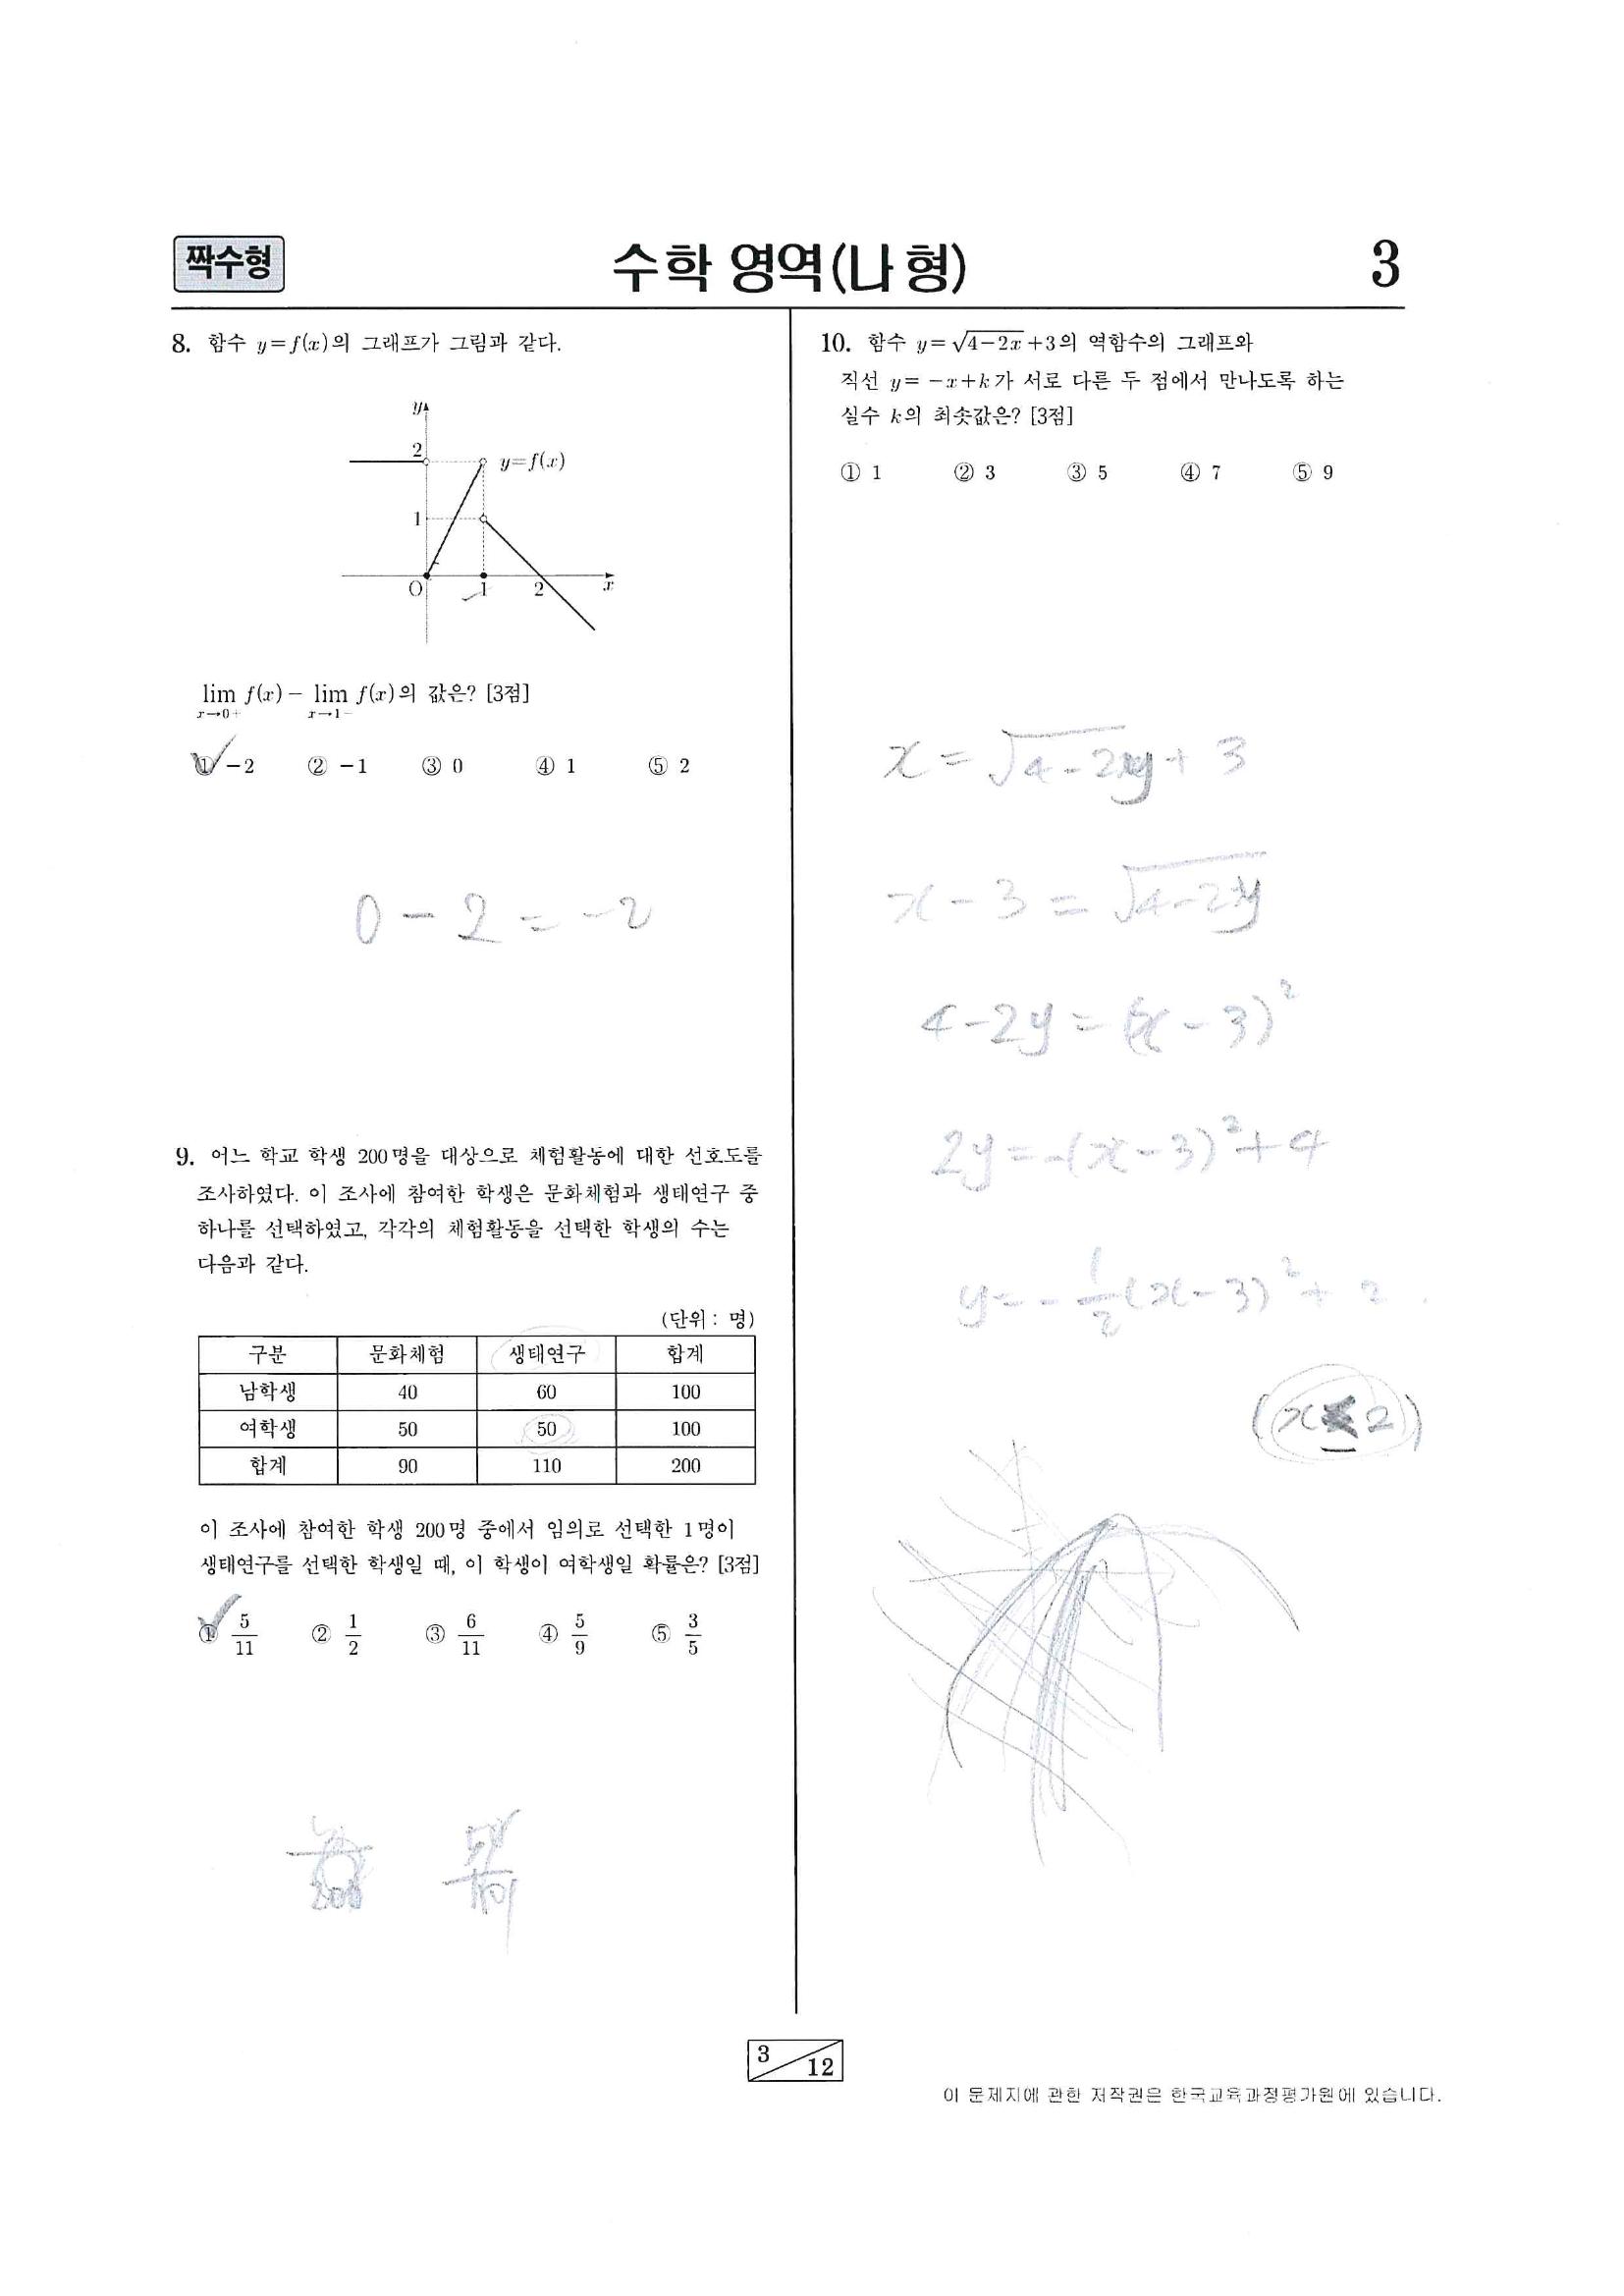 짝수형
수학 영역(나 형)
3
8. 함수 y=f(x)의 그래프가 그림과 같다.
y
2
y=f(x)
1
O
1
2
x
lim f(x) − lim f(x)의 값은? [3점]
x→0+ x→1−
① −2 ② −1 ③ 0 ④ 1 ⑤ 2
0 − 2 = −2
9. 어느 학교 학생 200명을 대상으로 체험활동에 대한 선호도를
조사하였다. 이 조사에 참여한 학생은 문화체험과 생태연구 중
하나를 선택하였고, 각각의 체험활동을 선택한 학생의 수는
다음과 같다.
(단위 : 명)
구분 문화체험 생태연구 합계
남학생 40 60 100
여학생 50 50 100
합계 90 110 200
이 조사에 참여한 학생 200명 중에서 임의로 선택한 1명이
생태연구를 선택한 학생일 때, 이 학생이 여학생일 확률은? [3점]
① 5/11 ② 1/2 ③ 6/11 ④ 5/9 ⑤ 3/5
200
10. 함수 y=√(4−2x)+3의 역함수의 그래프와
직선 y=−x+k가 서로 다른 두 점에서 만나도록 하는
실수 k의 최솟값은? [3점]
① 1 ② 3 ③ 5 ④ 7 ⑤ 9
x = √(4−2y) + 3
x − 3 = √(4−2y)
4−2y = (x−3)²
2y = −(x−3)² + 4
y = −1/2 (x−3)² + 2
3 / 12
이 문제지에 관한 저작권은 한국교육과정평가원에 있습니다.